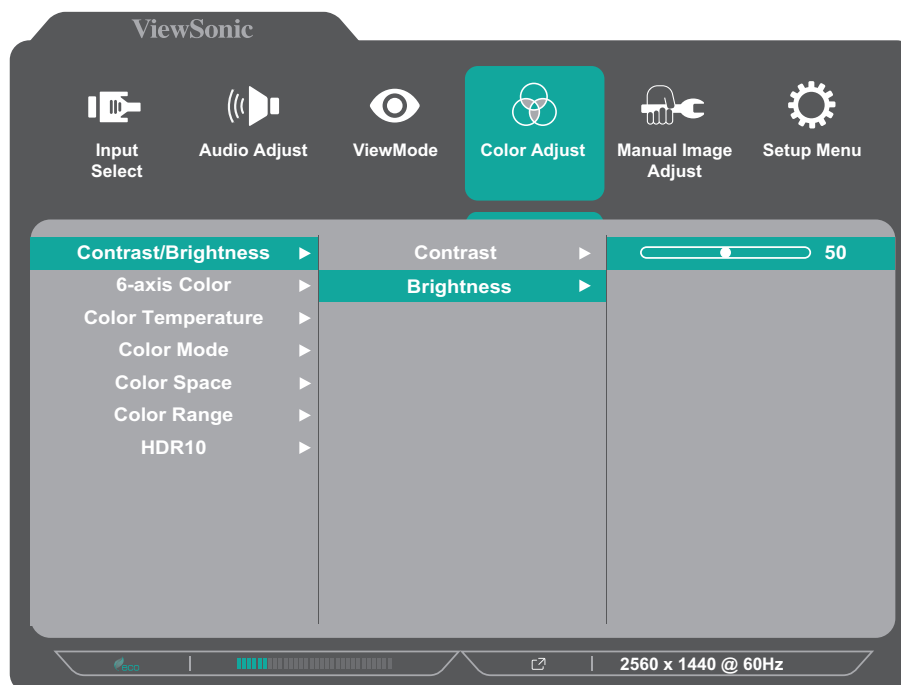 ViewSonic
Input Select
Audio Adjust
ViewMode
Color Adjust
Manual Image Adjust
Setup Menu
Contrast/Brightness
Contrast
50
6-axis Color
Brightness
Color Temperature
Color Mode
Color Space
Color Range
HDR10
eco
2560 x 1440 @ 60Hz